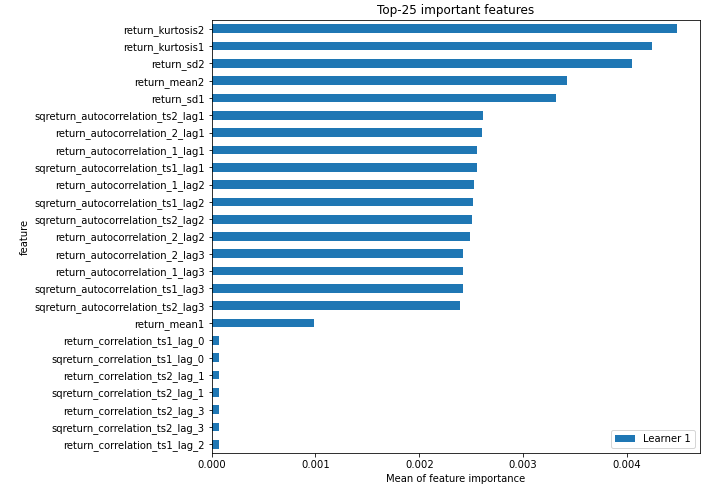 Top-25 important features
return_kurtosis2
return_kurtosis1
return_sd2
return_mean2
return_sd1
sqreturn_autocorrelation_ts2_lag1
return_autocorrelation_2_lag1
return_autocorrelation_1_lag1
sqreturn_autocorrelation_ts1_lag1
return_autocorrelation_1_lag2
sqreturn_autocorrelation_ts1_lag2
sqreturn_autocorrelation_ts2_lag2
return_autocorrelation_2_lag2
return_autocorrelation_2_lag3
return_autocorrelation_1_lag3
sqreturn_autocorrelation_ts1_lag3
sqreturn_autocorrelation_ts2_lag3
return_mean1
return_correlation_ts1_lag_0
sqreturn_correlation_ts1_lag_0
return_correlation_ts2_lag_1
sqreturn_correlation_ts2_lag_1
return_correlation_ts2_lag_3
sqreturn_correlation_ts2_lag_3
return_correlation_ts1_lag_2
feature
Learner 1
0.000 0.001 0.002 0.003 0.004
Mean of feature importance